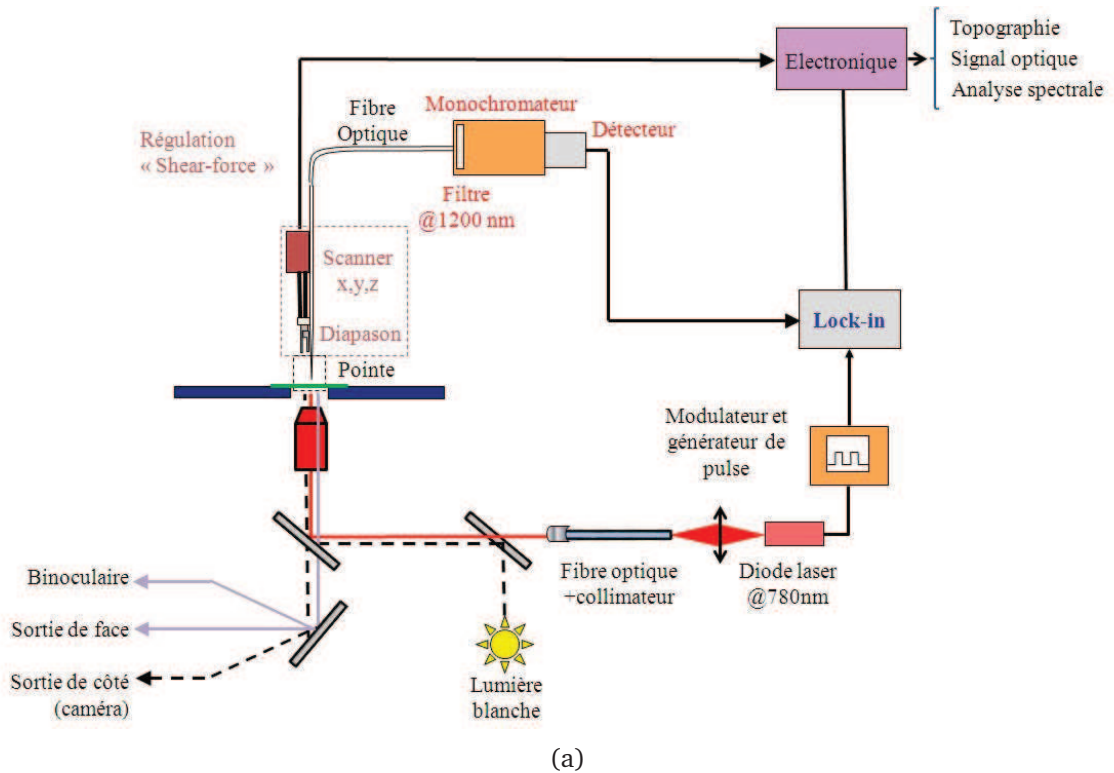 Topographie
Signal optique
Analyse spectrale
Electronique
Monochromateur
Fibre
Optique
Détecteur
Régulation
« Shear-force »
Filtre
@1200 nm
Scanner
x,y,z
Diapason
Lock-in
Pointe
Modulateur et
générateur de
pulse
Fibre optique
+collimateur
Diode laser
@780nm
Binoculaire
Sortie de face
Sortie de côté
(caméra)
Lumière
blanche
(a)